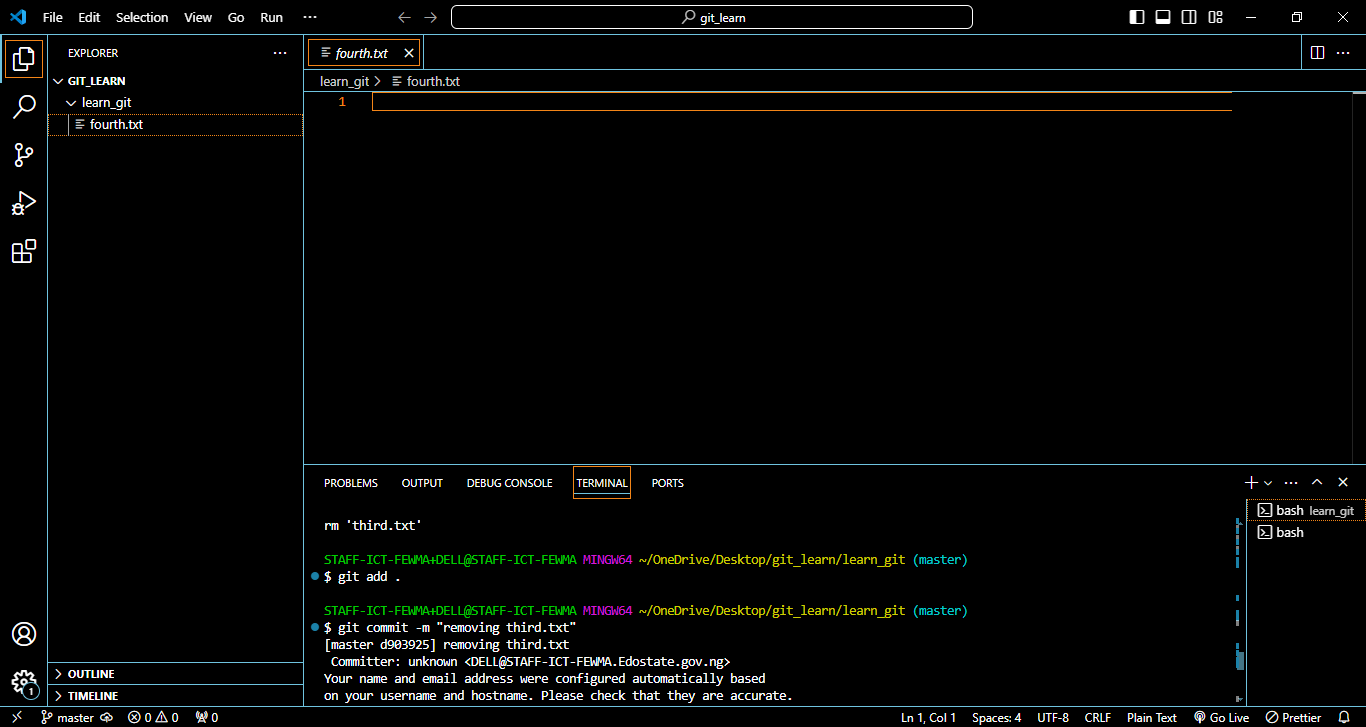 File Edit Selection View Go Run ···
git_learn
EXPLORER ···
GIT_LEARN
learn_git
fourth.txt
OUTLINE
TIMELINE
fourth.txt
learn_git > fourth.txt
1
PROBLEMS OUTPUT DEBUG CONSOLE TERMINAL PORTS
rm 'third.txt'
STAFF-ICT-FEWMA+DELL@STAFF-ICT-FEWMA MINGW64 ~/OneDrive/Desktop/git_learn/learn_git (master)
$ git add .
STAFF-ICT-FEWMA+DELL@STAFF-ICT-FEWMA MINGW64 ~/OneDrive/Desktop/git_learn/learn_git (master)
$ git commit -m "removing third.txt"
[master d903925] removing third.txt
Committer: unknown <DELL@STAFF-ICT-FEWMA.Edostate.gov.ng>
Your name and email address were configured automatically based
on your username and hostname. Please check that they are accurate.
bash learn_git
bash
1
master 0 0 0 Ln 1, Col 1 Spaces: 4 UTF-8 CRLF Plain Text Go Live Prettier